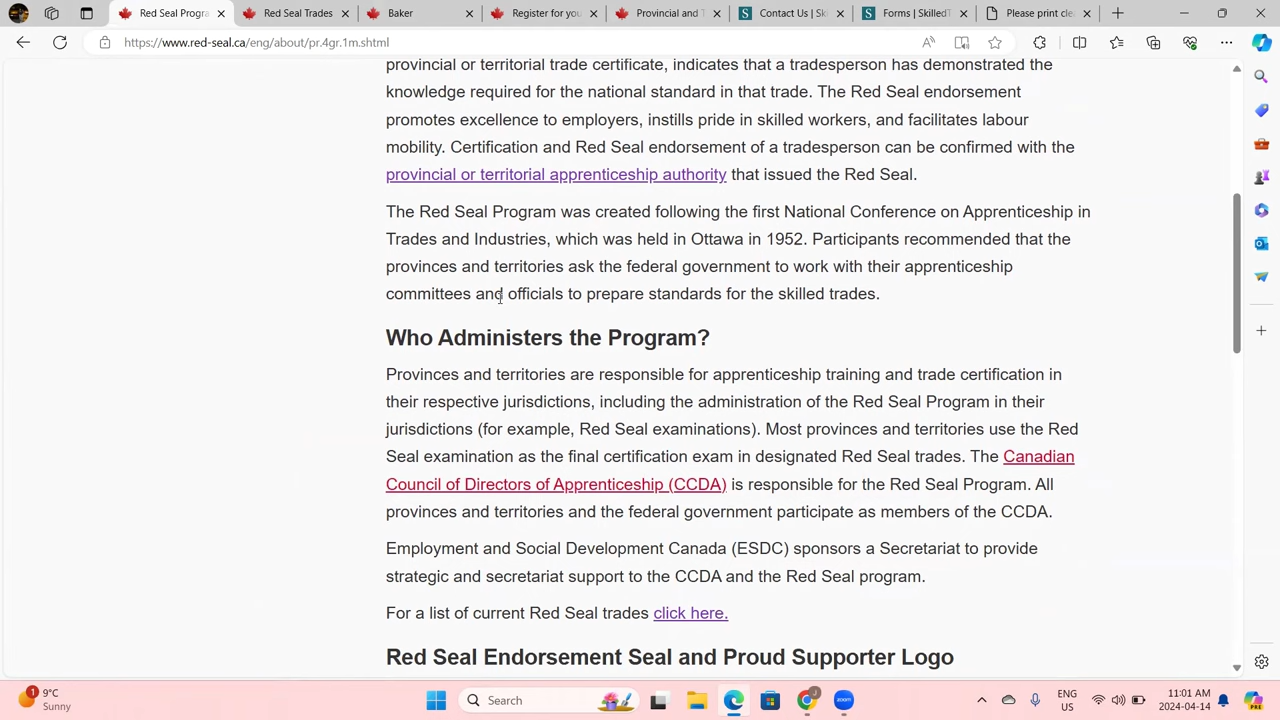 Red Seal Progra
Red Seal Trades
Baker
Register for you
Provincial and T
Contact Us | Ski
Forms | SkilledT
Please print cle
https://www.red-seal.ca/eng/about/pr.4gr.1m.shtml
provincial or territorial trade certificate, indicates that a tradesperson has demonstrated the
knowledge required for the national standard in that trade. The Red Seal endorsement
promotes excellence to employers, instills pride in skilled workers, and facilitates labour
mobility. Certification and Red Seal endorsement of a tradesperson can be confirmed with the
provincial or territorial apprenticeship authority that issued the Red Seal.
The Red Seal Program was created following the first National Conference on Apprenticeship in
Trades and Industries, which was held in Ottawa in 1952. Participants recommended that the
provinces and territories ask the federal government to work with their apprenticeship
committees and officials to prepare standards for the skilled trades.
Who Administers the Program?
Provinces and territories are responsible for apprenticeship training and trade certification in
their respective jurisdictions, including the administration of the Red Seal Program in their
jurisdictions (for example, Red Seal examinations). Most provinces and territories use the Red
Seal examination as the final certification exam in designated Red Seal trades. The Canadian
Council of Directors of Apprenticeship (CCDA) is responsible for the Red Seal Program. All
provinces and territories and the federal government participate as members of the CCDA.
Employment and Social Development Canada (ESDC) sponsors a Secretariat to provide
strategic and secretariat support to the CCDA and the Red Seal program.
For a list of current Red Seal trades click here.
Red Seal Endorsement Seal and Proud Supporter Logo
1
9°C
Sunny
Search
zoom
ENG
US
11:01 AM
2024-04-14
PRE